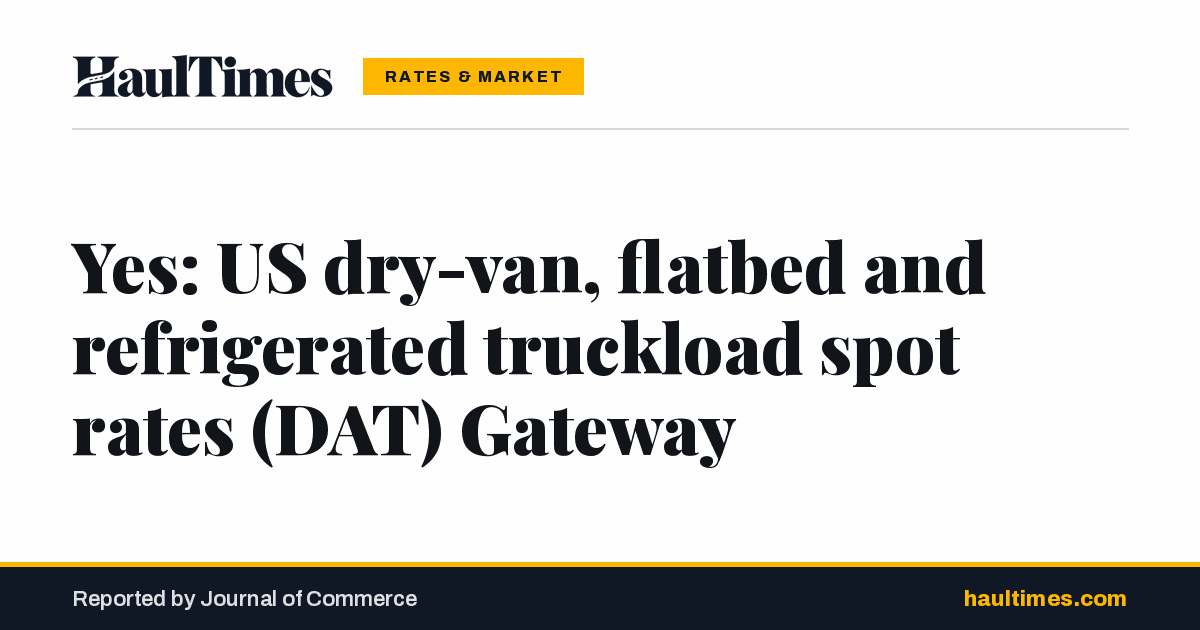 HaulTimes
RATES & MARKET
Yes: US dry-van, flatbed and
refrigerated truckload spot
rates (DAT) Gateway
Reported by Journal of Commerce
haultimes.com